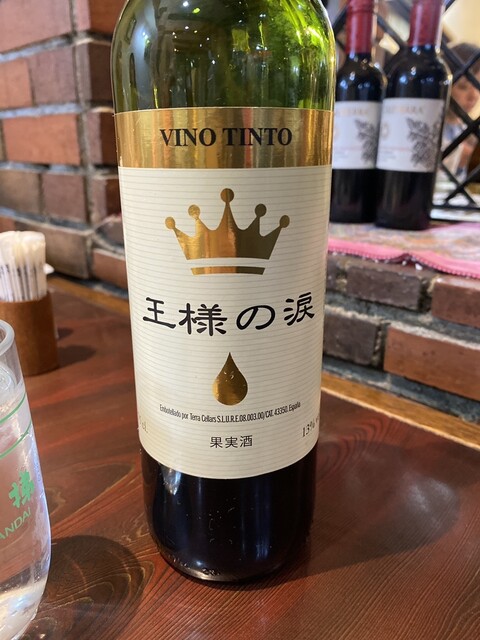 VINO TINTO
王様の涙
Embotellado por Terra Cellars S.L.U.R.E.08.003.00/CAT. 43350. España
果実酒
13%